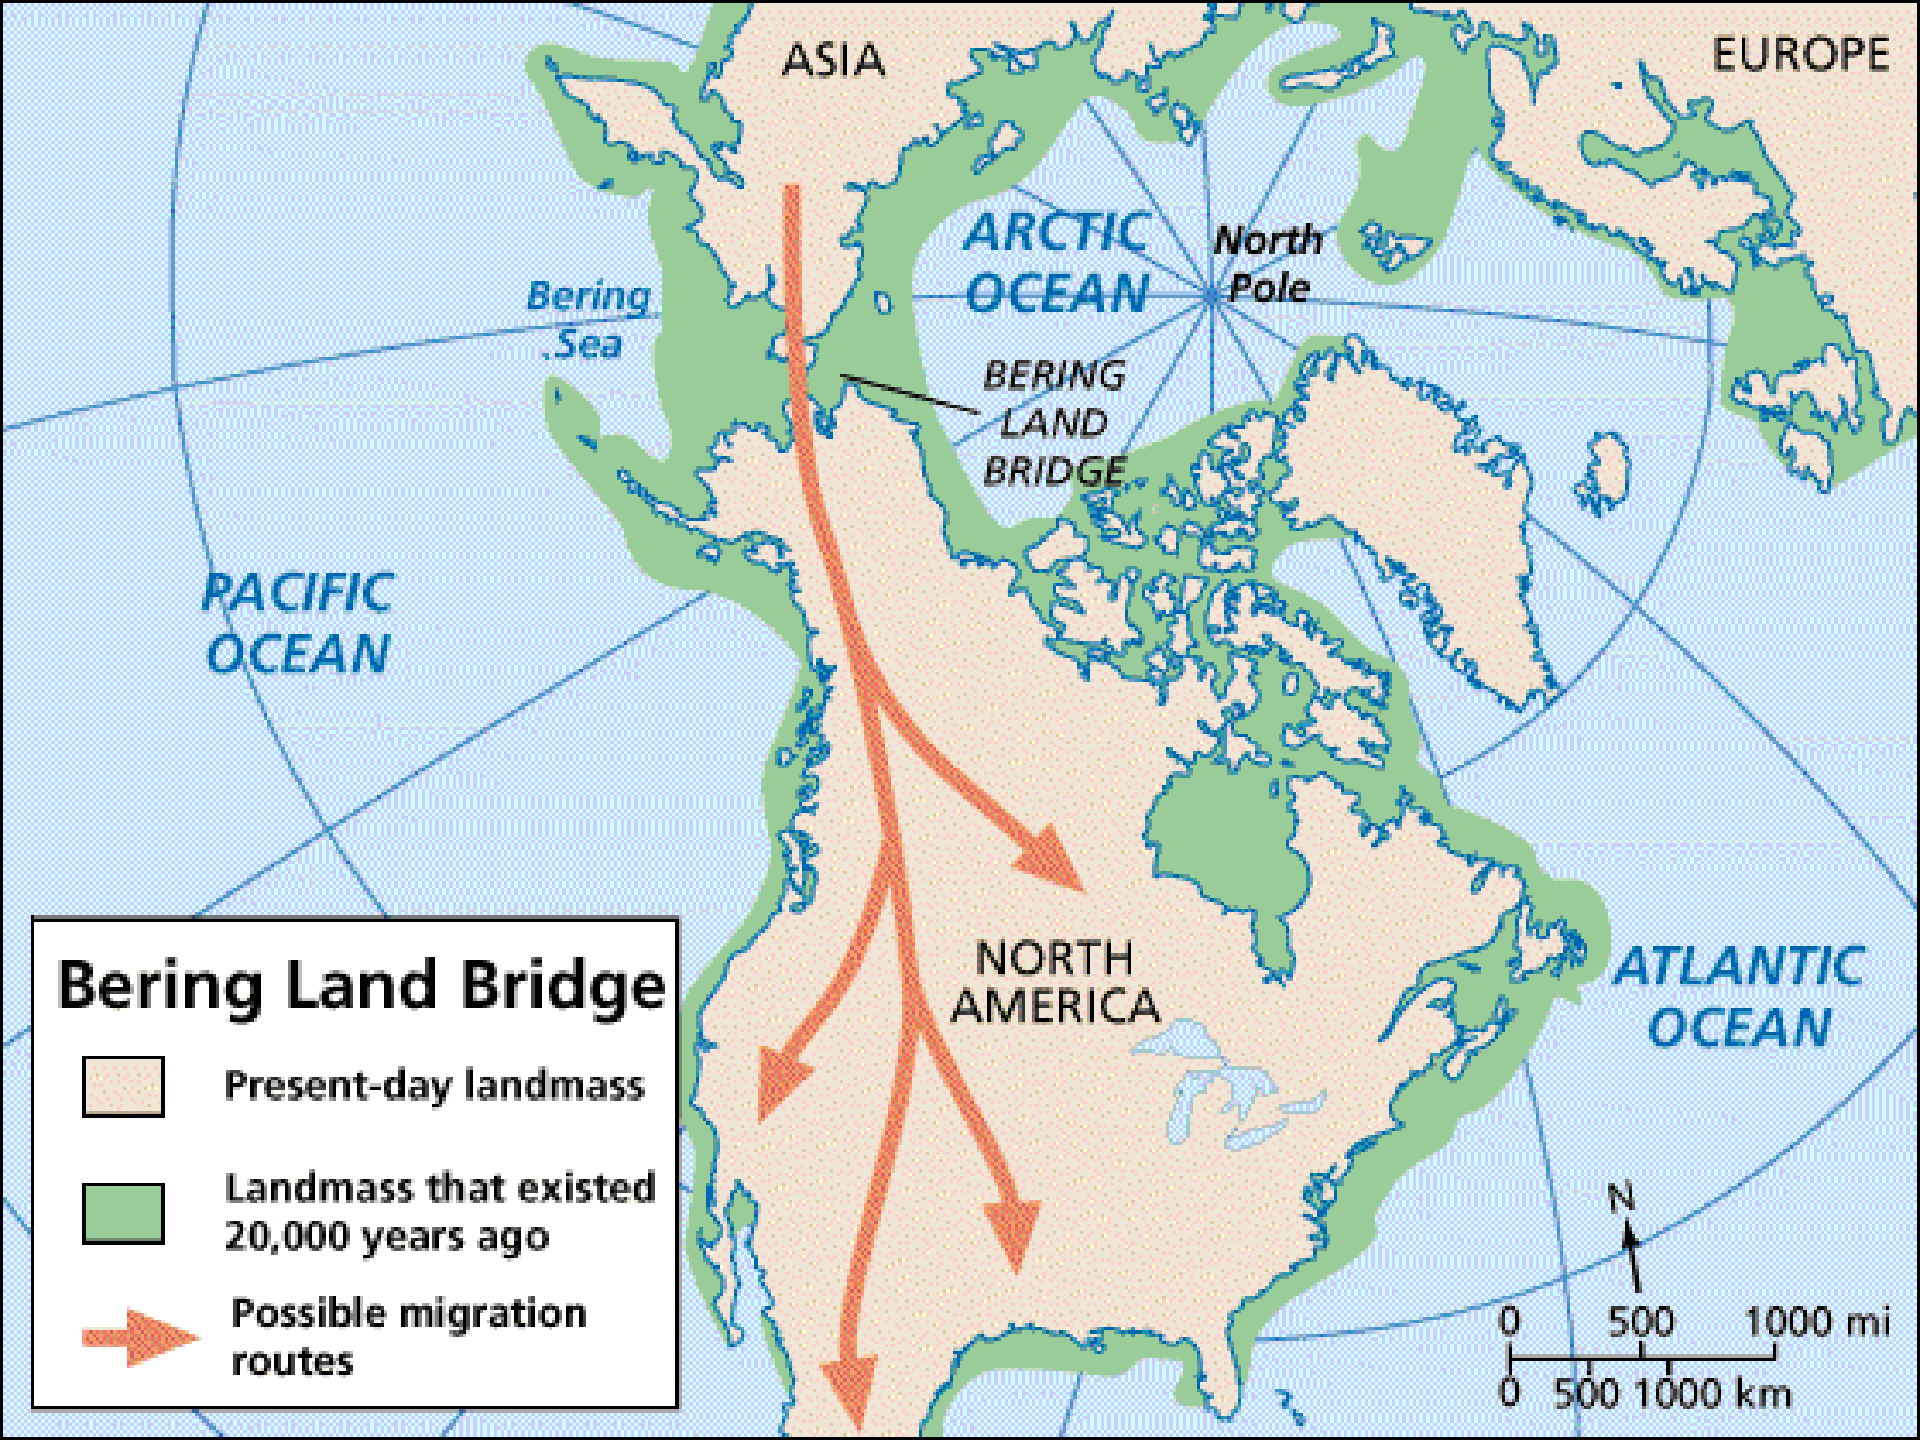 ASIA
EUROPE
ARCTIC
OCEAN
North
Pole
Bering
Sea
BERING
LAND
BRIDGE
PACIFIC
OCEAN
NORTH
AMERICA
ATLANTIC
OCEAN
Bering Land Bridge
Present-day landmass
Landmass that existed
20,000 years ago
Possible migration
routes
N
0 500 1000 mi
0 500 1000 km